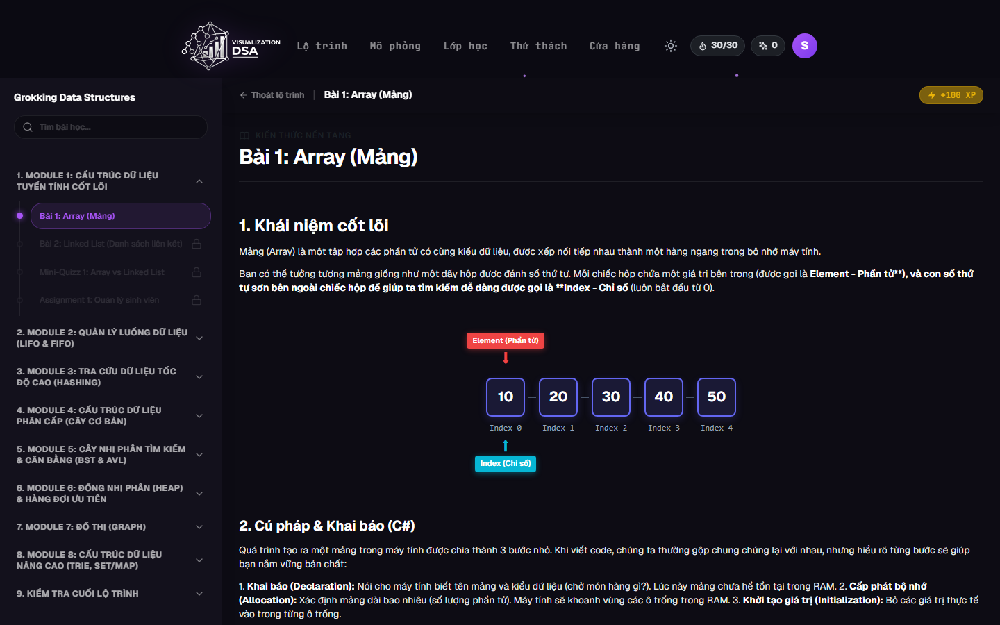 VISUALIZATION
DSA
Lộ trình
Mô phỏng
Lớp học
Thử thách
Cửa hàng
30/30
0
S
Grokking Data Structures
Tìm bài học...
1. MODULE 1: CẤU TRÚC DỮ LIỆU
TUYẾN TÍNH CỐT LÕI
Bài 1: Array (Mảng)
Bài 2: Linked List (Danh sách liên kết)
Mini-Quizz 1: Array vs Linked List
Assignment 1: Quản lý sinh viên
2. MODULE 2: QUẢN LÝ LUỒNG DỮ LIỆU
(LIFO & FIFO)
3. MODULE 3: TRA CỨU DỮ LIỆU TỐC
ĐỘ CAO (HASHING)
4. MODULE 4: CẤU TRÚC DỮ LIỆU
PHÂN CẤP (CÂY CƠ BẢN)
5. MODULE 5: CÂY NHỊ PHÂN TÌM KIẾM
& CÂN BẰNG (BST & AVL)
6. MODULE 6: ĐỐNG NHỊ PHÂN (HEAP)
& HÀNG ĐỢI ƯU TIÊN
7. MODULE 7: ĐỒ THỊ (GRAPH)
8. MODULE 8: CẤU TRÚC DỮ LIỆU
NÂNG CAO (TRIE, SET/MAP)
9. KIỂM TRA CUỐI LỘ TRÌNH
Thoát lộ trình | Bài 1: Array (Mảng)
+100 XP
KIẾN THỨC NỀN TẢNG
Bài 1: Array (Mảng)
1. Khái niệm cốt lõi
Mảng (Array) là một tập hợp các phần tử có cùng kiểu dữ liệu, được xếp nối tiếp nhau thành một hàng ngang trong bộ nhớ máy tính.
Bạn có thể tưởng tượng mảng giống như một dãy hộp được đánh số thứ tự. Mỗi chiếc hộp chứa một giá trị bên trong (được gọi là Element - Phần tử**), và con số thứ
tự sơn bên ngoài chiếc hộp để giúp ta tìm kiếm dễ dàng được gọi là **Index - Chỉ số (luôn bắt đầu từ 0).
Element (Phần tử)
10 20 30 40 50
Index 0 Index 1 Index 2 Index 3 Index 4
Index (Chỉ số)
2. Cú pháp & Khai báo (C#)
Quá trình tạo ra một mảng trong máy tính được chia thành 3 bước nhỏ. Khi viết code, chúng ta thường gộp chung chúng lại với nhau, nhưng hiểu rõ từng bước sẽ giúp
bạn nắm vững bản chất:
1. Khai báo (Declaration): Nói cho máy tính biết tên mảng và kiểu dữ liệu (chở món hàng gì?). Lúc này mảng chưa hề tồn tại trong RAM. 2. Cấp phát bộ nhớ
(Allocation): Xác định mảng dài bao nhiêu (số lượng phần tử). Máy tính sẽ khoanh vùng các ô trống trong RAM. 3. Khởi tạo giá trị (Initialization): Bỏ các giá trị thực tế
vào trong từng ô trống.